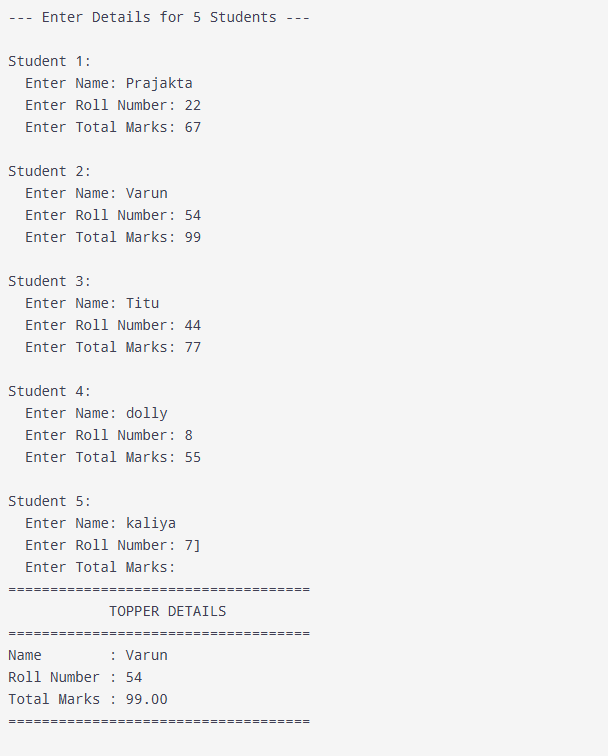 --- Enter Details for 5 Students ---
Student 1:
Enter Name: Prajakta
Enter Roll Number: 22
Enter Total Marks: 67
Student 2:
Enter Name: Varun
Enter Roll Number: 54
Enter Total Marks: 99
Student 3:
Enter Name: Titu
Enter Roll Number: 44
Enter Total Marks: 77
Student 4:
Enter Name: dolly
Enter Roll Number: 8
Enter Total Marks: 55
Student 5:
Enter Name: kaliya
Enter Roll Number: 7]
Enter Total Marks:
====================================
TOPPER DETAILS
====================================
Name        : Varun
Roll Number : 54
Total Marks : 99.00
====================================